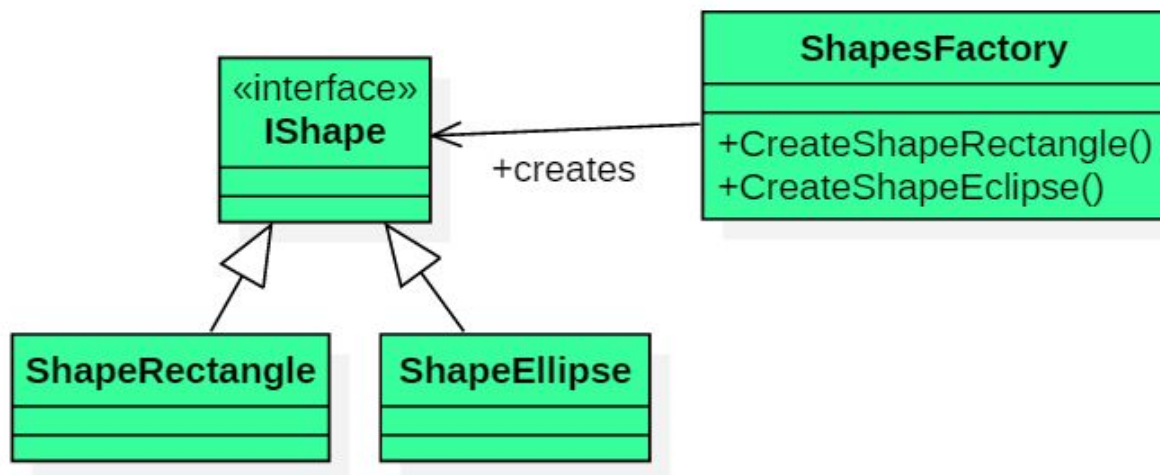 «interface»
IShape
ShapesFactory
+CreateShapeRectangle()
+CreateShapeEclipse()
+creates
ShapeRectangle
ShapeEllipse